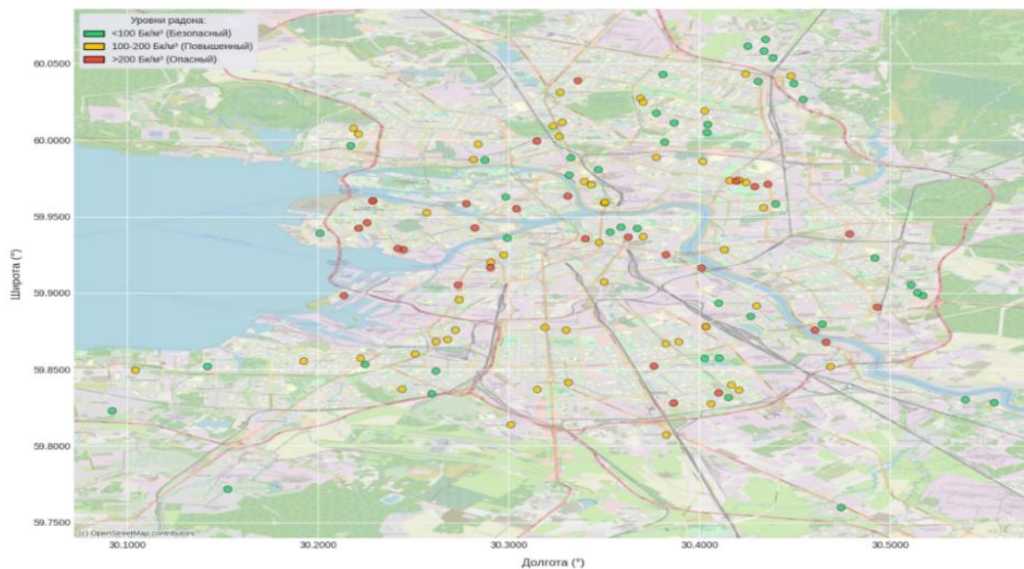 Уровни радона:
<100 Бк/м³ (Безопасный)
100-200 Бк/м³ (Повышенный)
>200 Бк/м³ (Опасный)
60.0500
60.0000
59.9500
59.9000
59.8500
59.8000
59.7500
Широта (°)
(c) OpenStreetMap contributors
30.1000 30.2000 30.3000 30.4000 30.5000
Долгота (°)